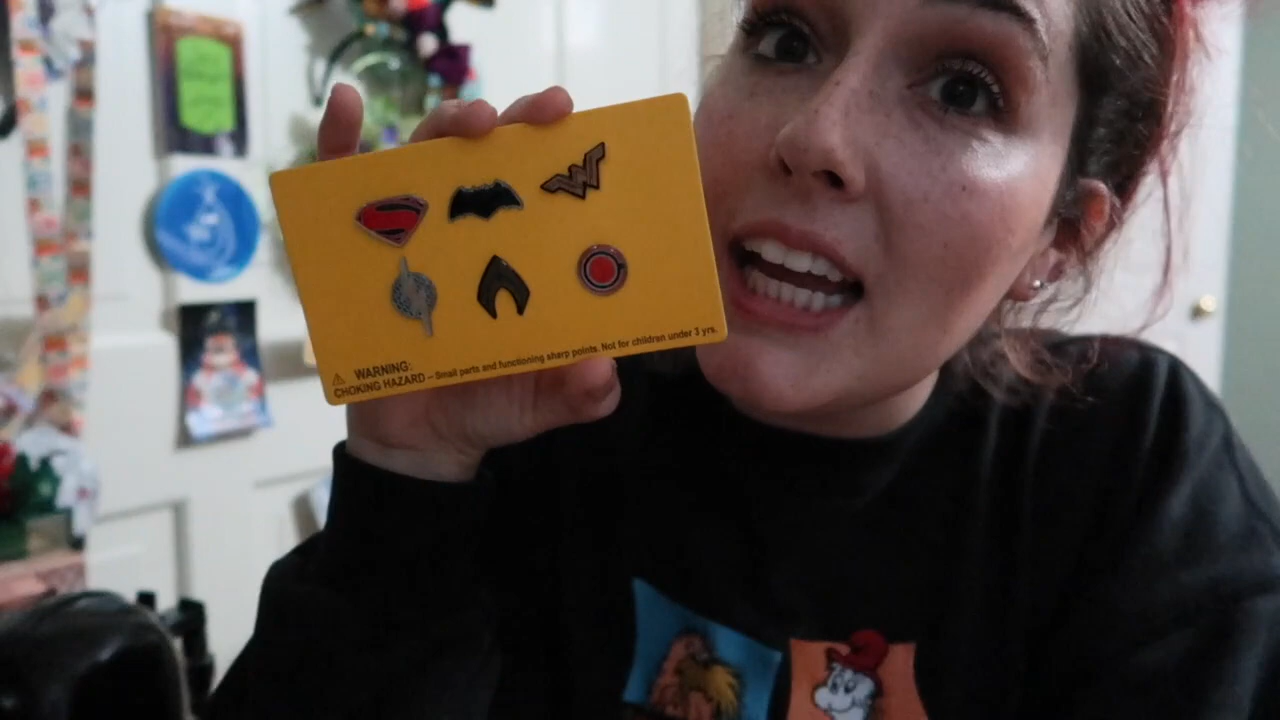 WARNING:
CHOKING HAZARD – Small parts and functioning sharp points. Not for children under 3 yrs.